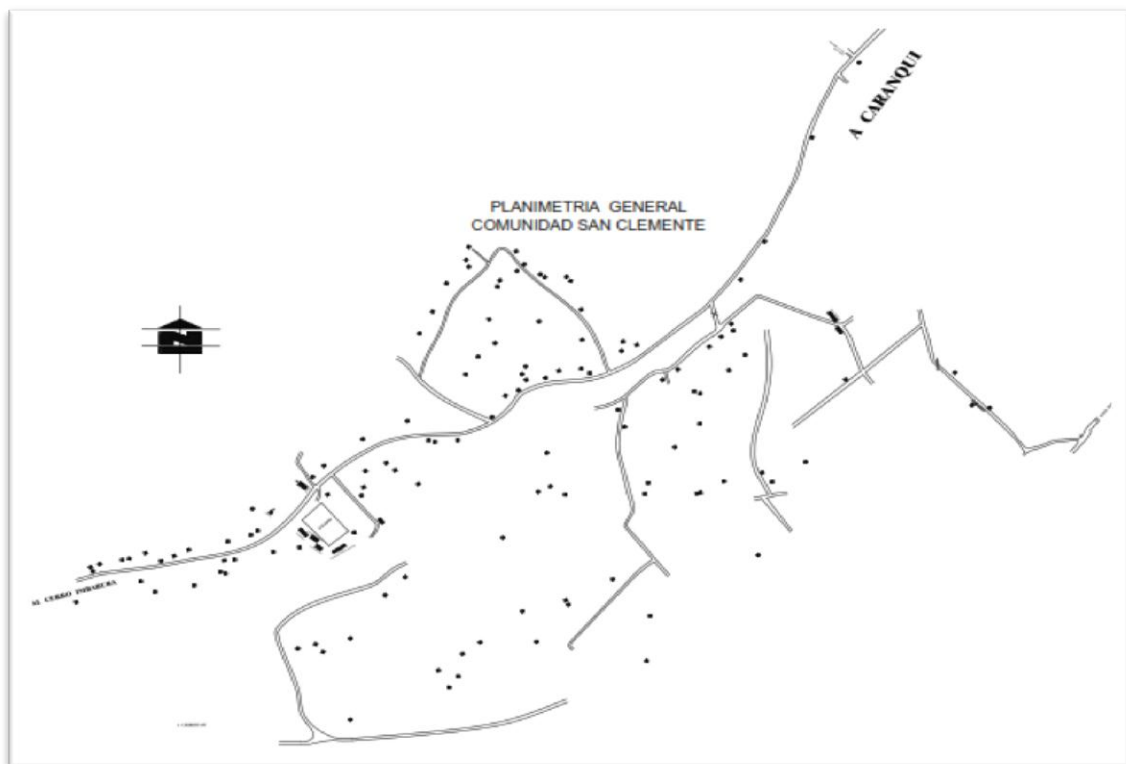 A CARANQUI
PLANIMETRIA GENERAL
COMUNIDAD SAN CLEMENTE
N
AL CERRO IMBABURA